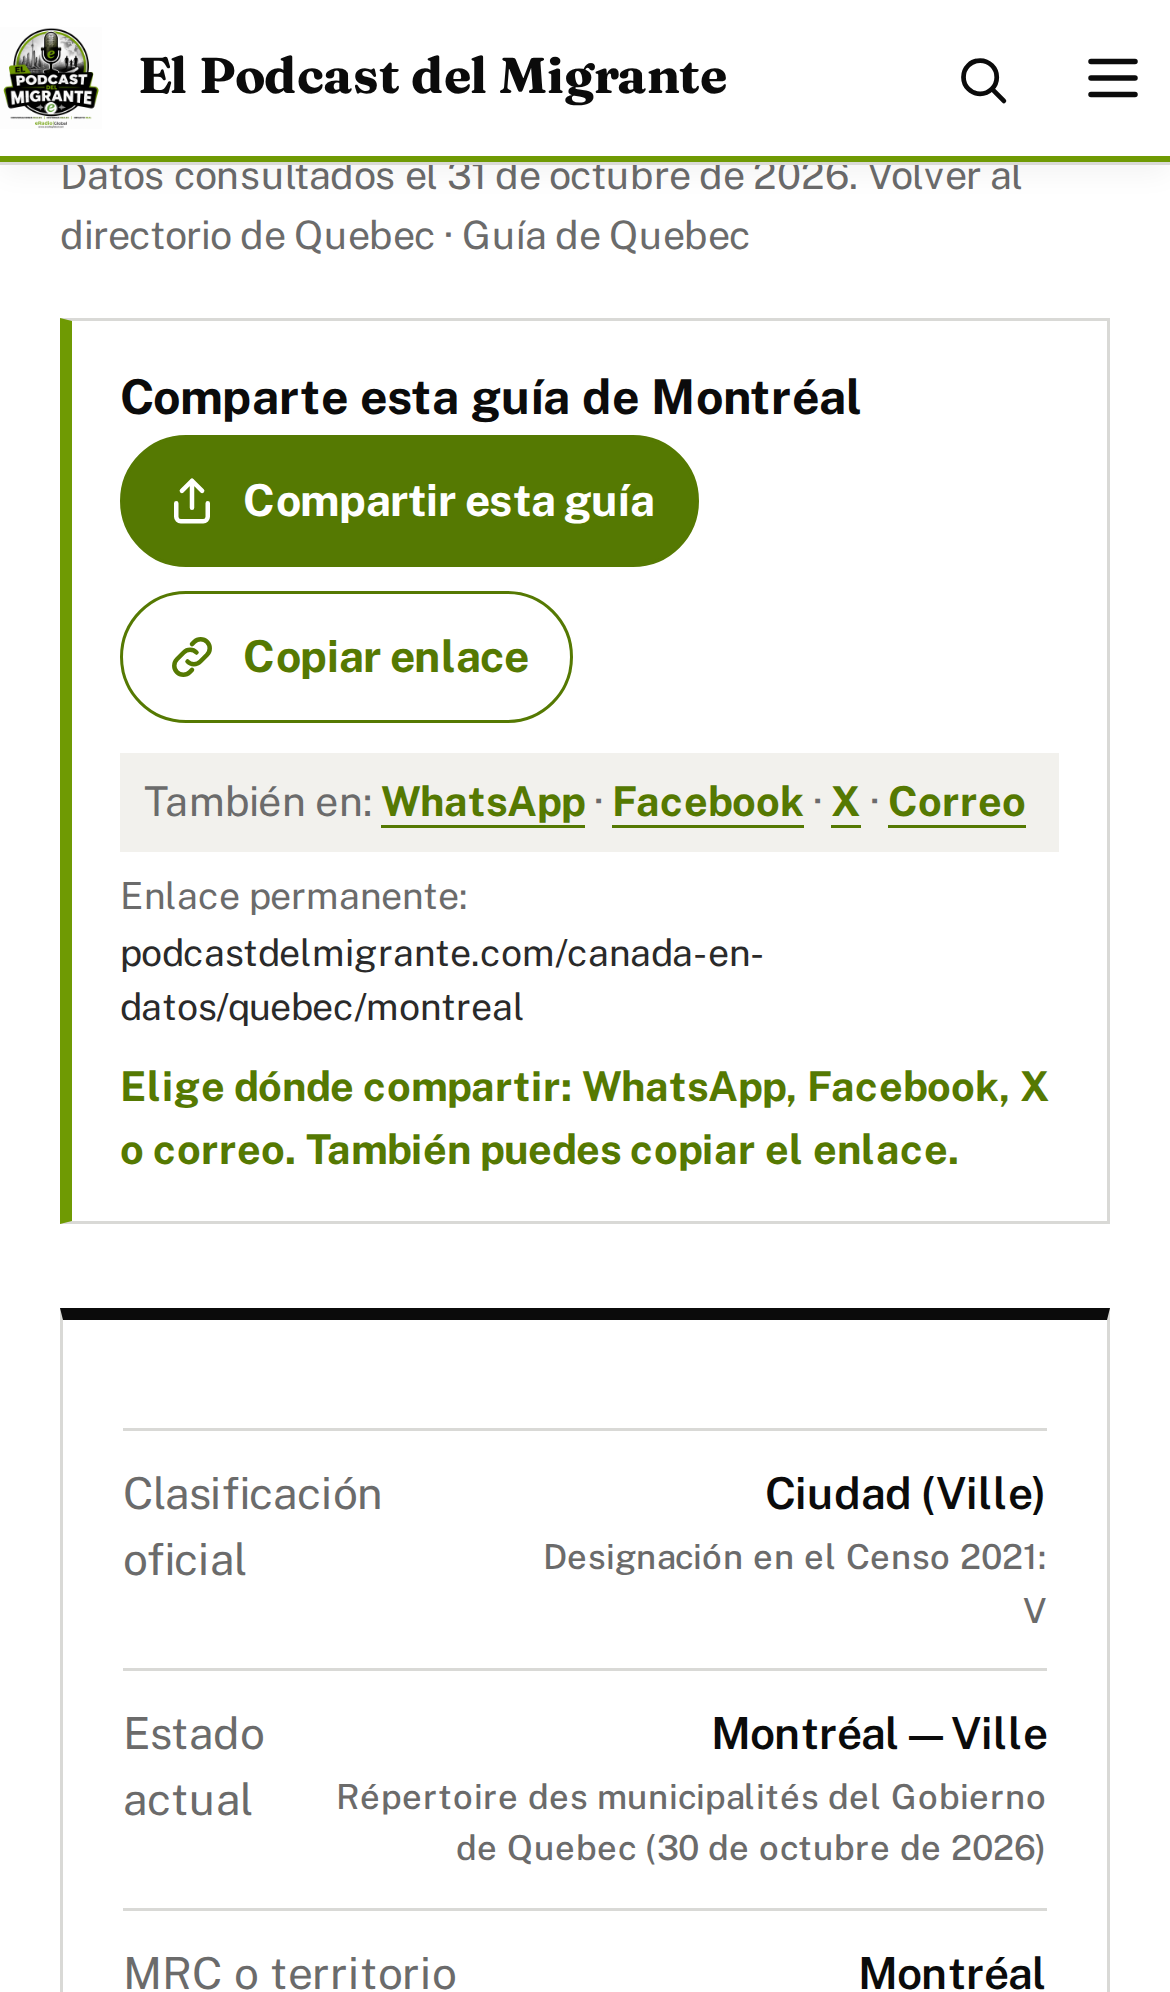 EL
PODCAST
DEL
MIGRANTE
El Podcast del Migrante
Datos consultados el 31 de octubre de 2026. Volver al
directorio de Quebec · Guía de Quebec
Comparte esta guía de Montréal
Compartir esta guía
Copiar enlace
También en: WhatsApp · Facebook · X · Correo
Enlace permanente:
podcastdelmigrante.com/canada-en-
datos/quebec/montreal
Elige dónde compartir: WhatsApp, Facebook, X
o correo. También puedes copiar el enlace.
Clasificación
oficial
Ciudad (Ville)
Designación en el Censo 2021:
V
Estado
actual
Montréal — Ville
Répertoire des municipalités del Gobierno
de Quebec (30 de octubre de 2026)
MRC o territorio
Montréal